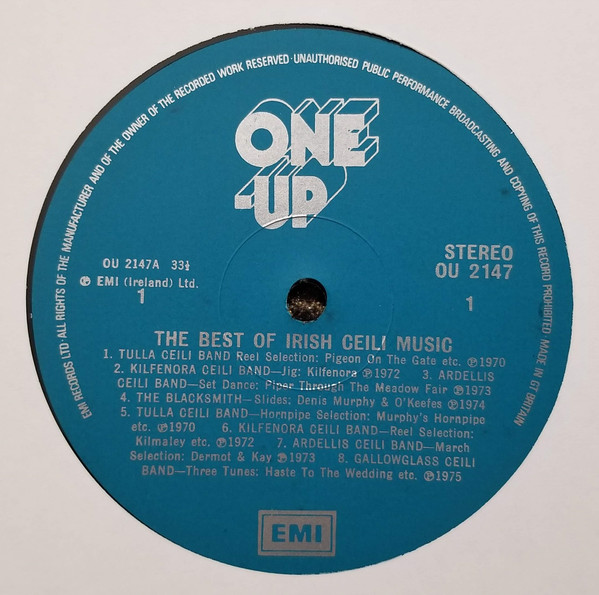 EMI RECORDS LTD · ALL RIGHTS OF THE MANUFACTURER AND OF THE OWNER OF THE RECORDED WORK RESERVED · UNAUTHORISED PUBLIC PERFORMANCE BROADCASTING AND COPYING OF THIS RECORD PROHIBITED MADE IN GT BRITAIN
ONE
-UP
OU 2147A 33⅓
℗ EMI (Ireland) Ltd.
1
STEREO
OU 2147
1
THE BEST OF IRISH CEILI MUSIC
1. TULLA CEILI BAND Reel Selection: Pigeon On The Gate etc. ℗1970
2. KILFENORA CEILI BAND—Jig: Kilfenora ℗1972 3. ARDELLIS
CEILI BAND—Set Dance: Piper Through The Meadow Fair ℗1973
4. THE BLACKSMITH—Slides; Denis Murphy & O'Keefes ℗1974
5. TULLA CEILI BAND—Hornpipe Selection: Murphy's Hornpipe
etc. ℗1970 6. KILFENORA CEILI BAND—Reel Selection:
Kilmaley etc. ℗1972 7. ARDELLIS CEILI BAND—March
Selection: Dermot & Kay ℗1973 8. GALLOWGLASS CEILI
BAND—Three Tunes: Haste To The Wedding etc. ℗1975
EMI